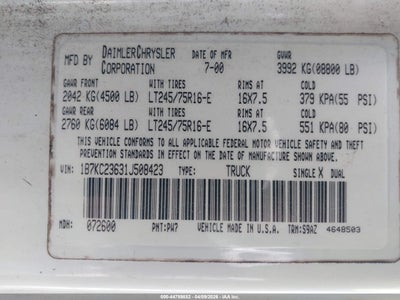 MFD BY DAIMLERCHRYSLER CORPORATION DATE OF MFR 7-00 GVWR 3992 KG(08800 LB)
GAWR FRONT WITH TIRES RIMS AT COLD
2042 KG(4500 LB) LT245/75R16-E 16X7.5 379 KPA(55 PSI)
GAWR REAR WITH TIRES RIMS AT COLD
2760 KG(6084 LB) LT245/75R16-E 16X7.5 551 KPA(80 PSI)
THIS VEHICLE CONFORMS TO ALL APPLICABLE FEDERAL MOTOR VEHICLE SAFETY, BUMPER, AND
THEFT PREVENTION STANDARDS IN EFFECT ON THE DATE OF MANUFACTURE SHOWN ABOVE.
VIN: 1B7KC23631J508423 TYPE: TRUCK SINGLE X DUAL
MDH: 072600 PNT: PW7 VEHICLE MADE IN U.S.A. TRM: S9AZ 4648503